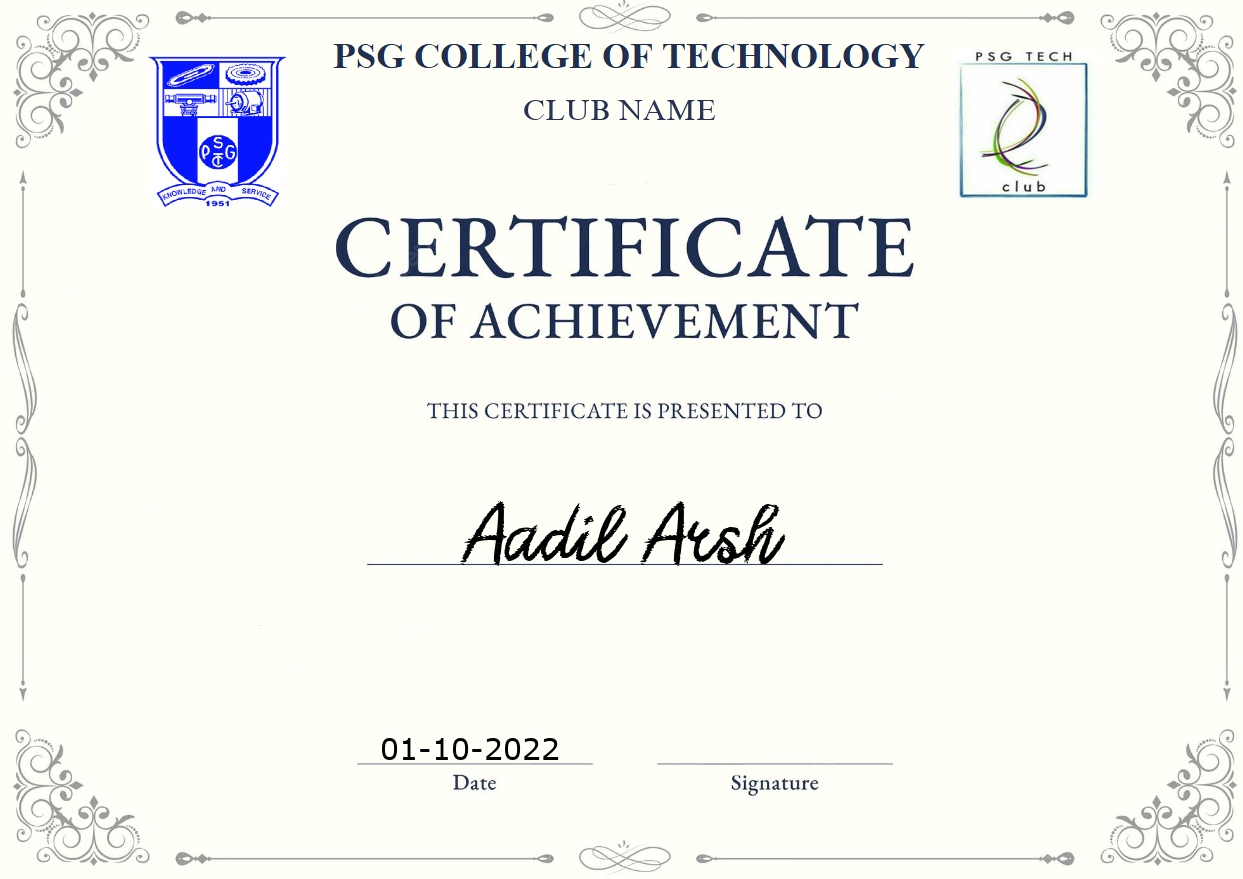 PSG COLLEGE OF TECHNOLOGY
CLUB NAME
PSG TECH
club
P S G
TC
KNOWLEDGE AND SERVICE
1951
CERTIFICATE
OF ACHIEVEMENT
THIS CERTIFICATE IS PRESENTED TO
Aadil Arsh
01-10-2022
Date
Signature